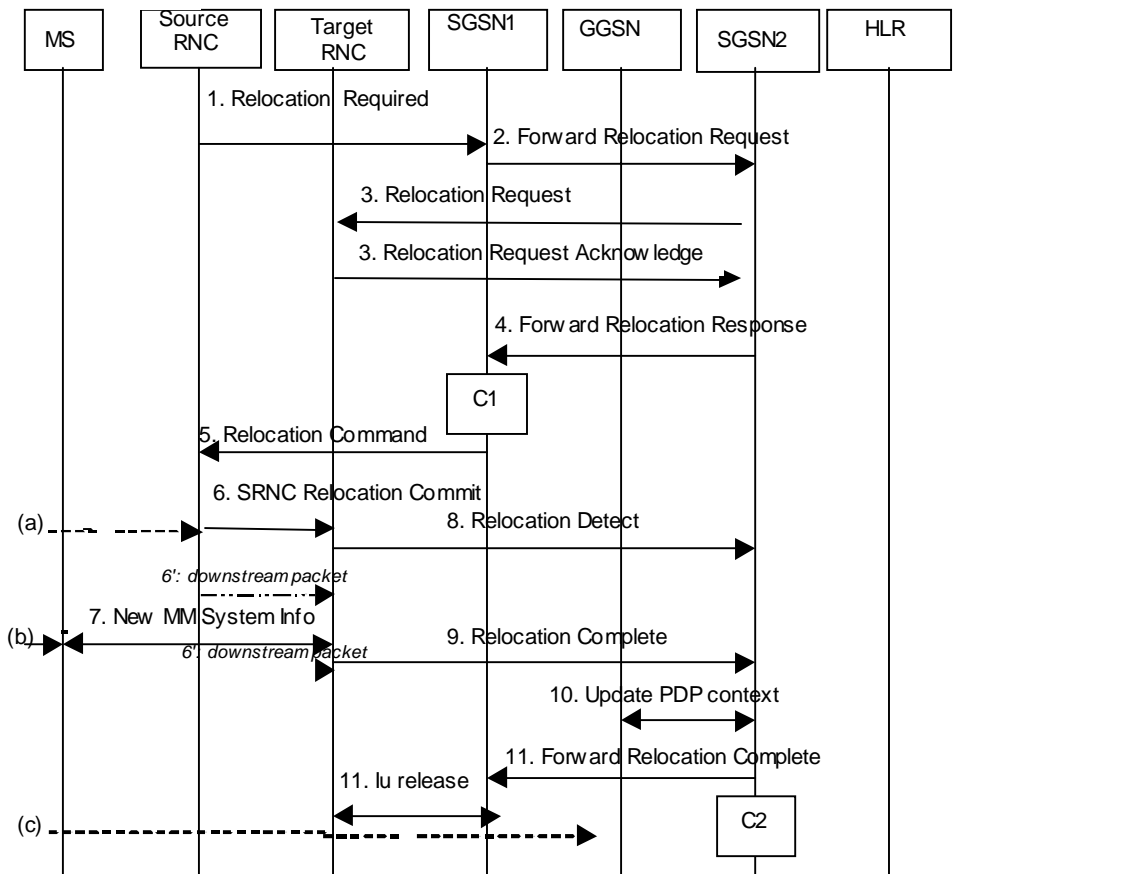 MS
Source
RNC
Target
RNC
SGSN1
GGSN
SGSN2
HLR
1. Relocation Required
2. Forward Relocation Request
3. Relocation Request
3. Relocation Request Acknowledge
4. Forward Relocation Response
C1
5. Relocation Command
6. SRNC Relocation Commit
(a)
8. Relocation Detect
6': downstream packet
7. New MM System Info
(b)
9. Relocation Complete
6': downstream packet
10. Update PDP context
11. Forward Relocation Complete
11. Iu release
(c)
C2